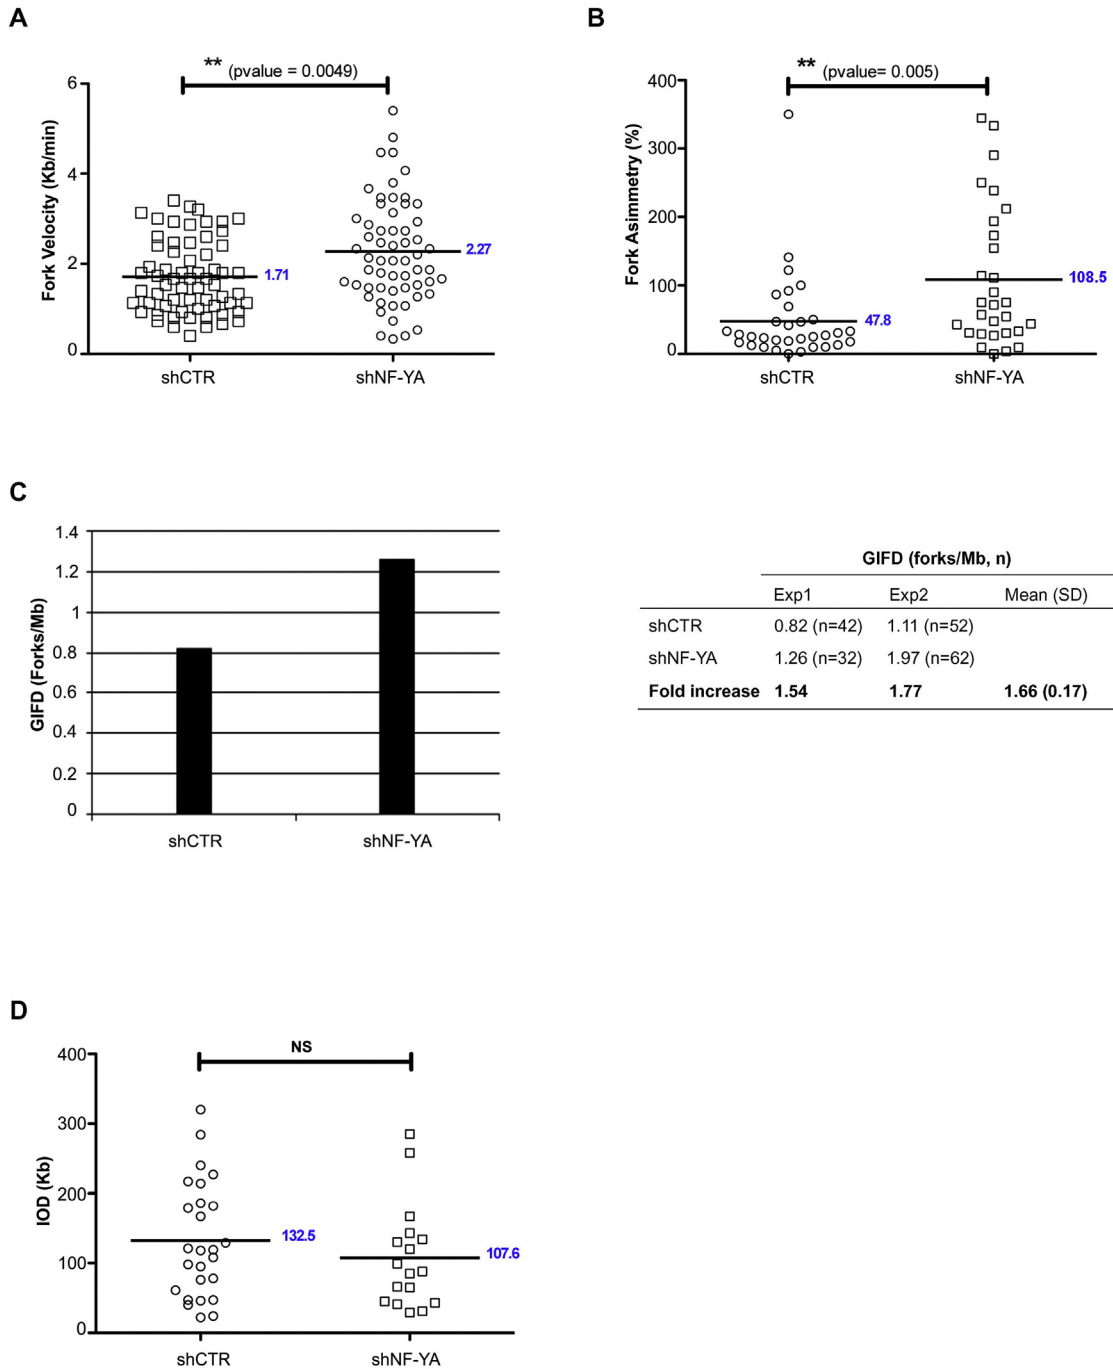 A
** (pvalue = 0.0049)
Fork Velocity (Kb/min)
6
4
2
0
1.71
2.27
shCTR
shNF-YA
B
** (pvalue= 0.005)
Fork Asimmetry (%)
400
300
200
100
0
47.8
108.5
shCTR
shNF-YA
C
GIFD (Forks/Mb)
1.4
1.2
1
0.8
0.6
0.4
0.2
0
shCTR
shNF-YA
GIFD (forks/Mb, n)
Exp1 Exp2 Mean (SD)
shCTR 0.82 (n=42) 1.11 (n=52)
shNF-YA 1.26 (n=32) 1.97 (n=62)
Fold increase 1.54 1.77 1.66 (0.17)
D
NS
IOD (Kb)
400
300
200
100
0
132.5
107.6
shCTR
shNF-YA